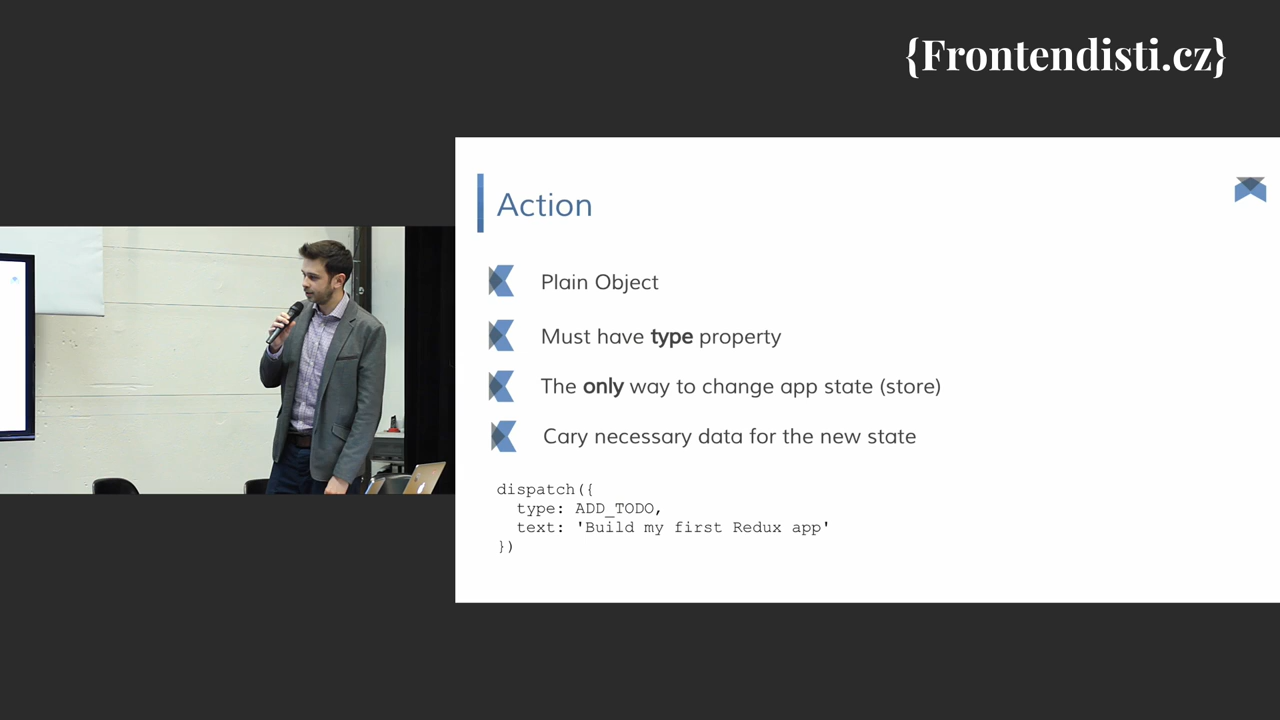 {Frontendisti.cz}
Action
Plain Object
Must have type property
The only way to change app state (store)
Cary necessary data for the new state
dispatch({
type: ADD_TODO,
text: 'Build my first Redux app'
})